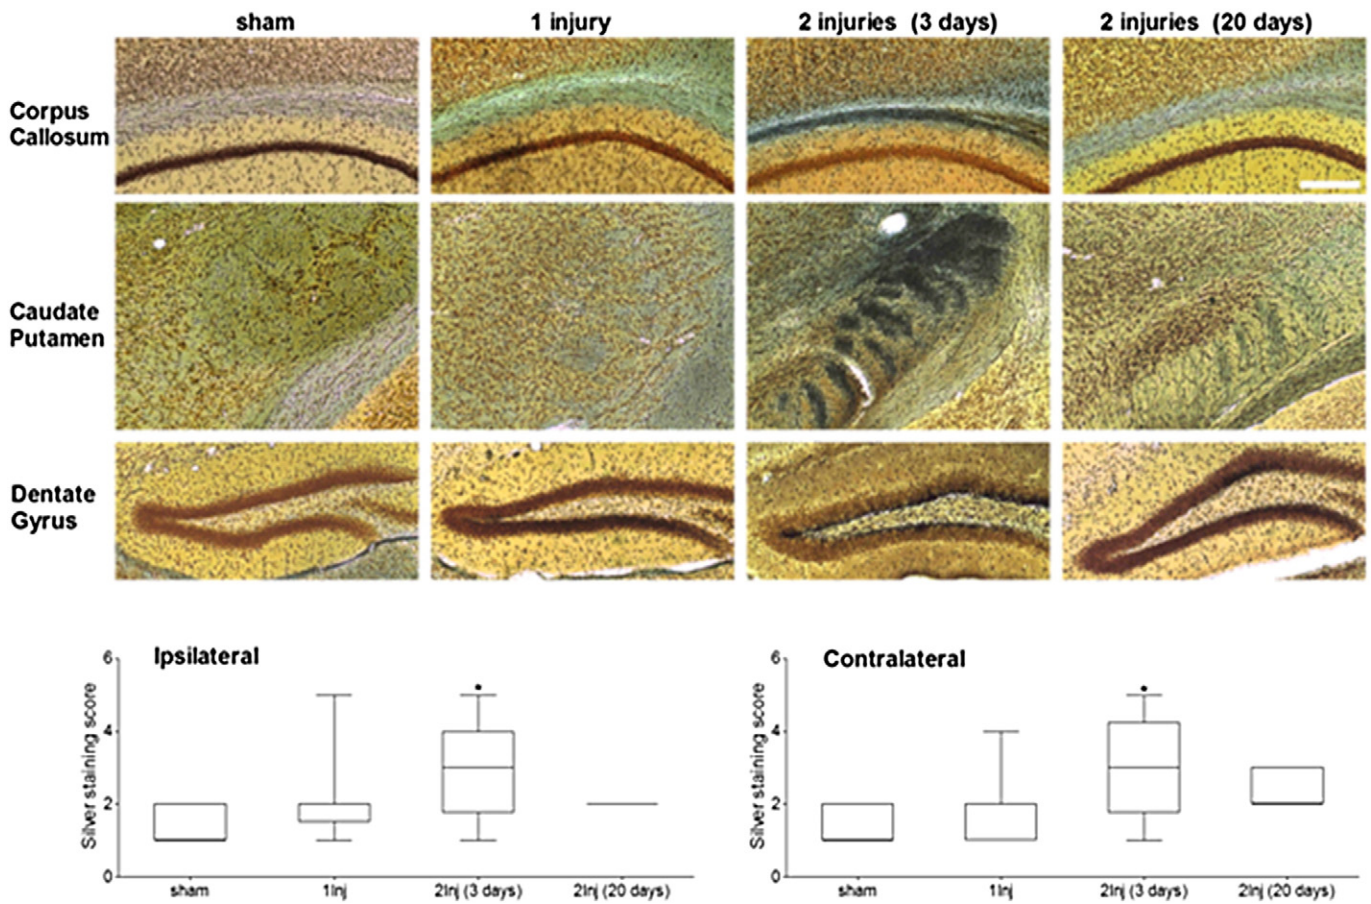 sham 1 injury 2 injuries (3 days) 2 injuries (20 days)
Corpus
Callosum
Caudate
Putamen
Dentate
Gyrus
Ipsilateral
Silver staining score
6
4
2
0
sham 1Inj 2Inj (3 days) 2Inj (20 days)
Contralateral
Silver staining score
6
4
2
0
sham 1Inj 2Inj (3 days) 2Inj (20 days)